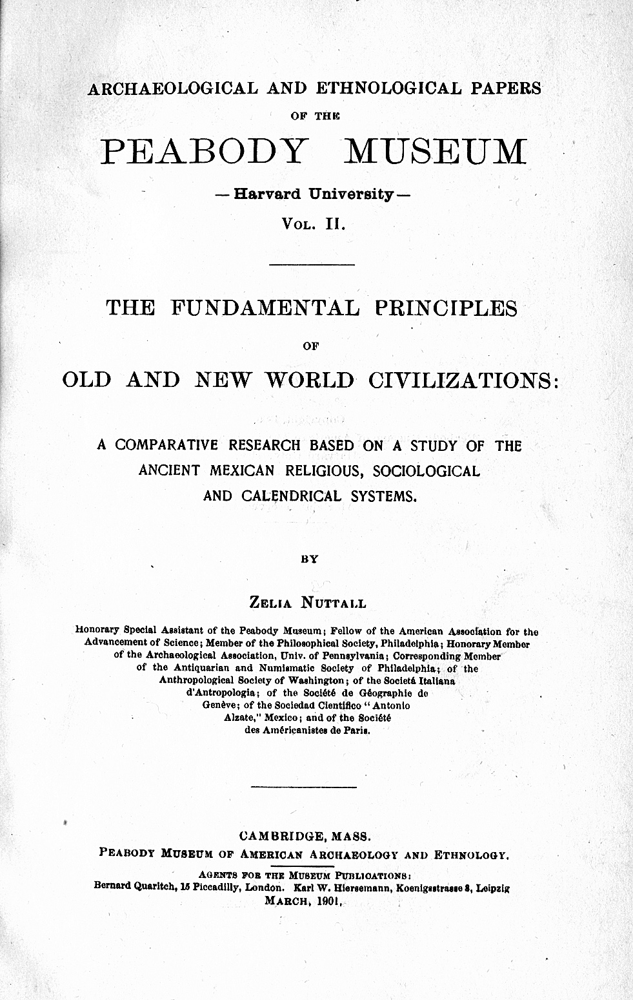 ARCHAEOLOGICAL AND ETHNOLOGICAL PAPERS
OF THE
PEABODY MUSEUM
— Harvard University —
VOL. II.
THE FUNDAMENTAL PRINCIPLES
OF
OLD AND NEW WORLD CIVILIZATIONS:
A COMPARATIVE RESEARCH BASED ON A STUDY OF THE
ANCIENT MEXICAN RELIGIOUS, SOCIOLOGICAL
AND CALENDRICAL SYSTEMS.
BY
ZELIA NUTTALL
Honorary Special Assistant of the Peabody Museum; Fellow of the American Association for the
Advancement of Science; Member of the Philosophical Society, Philadelphia; Honorary Member
of the Archaeological Association, Univ. of Pennsylvania; Corresponding Member
of the Antiquarian and Numismatic Society of Philadelphia; of the
Anthropological Society of Washington; of the Societá Italiana
d'Antropologia; of the Société de Géographie de
Genève; of the Sociedad Cientifico "Antonio
Alzate," Mexico; and of the Société
des Américanistes de Paris.
CAMBRIDGE, MASS.
PEABODY MUSEUM OF AMERICAN ARCHAEOLOGY AND ETHNOLOGY.
AGENTS FOR THE MUSEUM PUBLICATIONS:
Bernard Quaritch, 15 Piccadilly, London. Karl W. Hiersemann, Koenigsstrasse 3, Leipzig
MARCH, 1901.